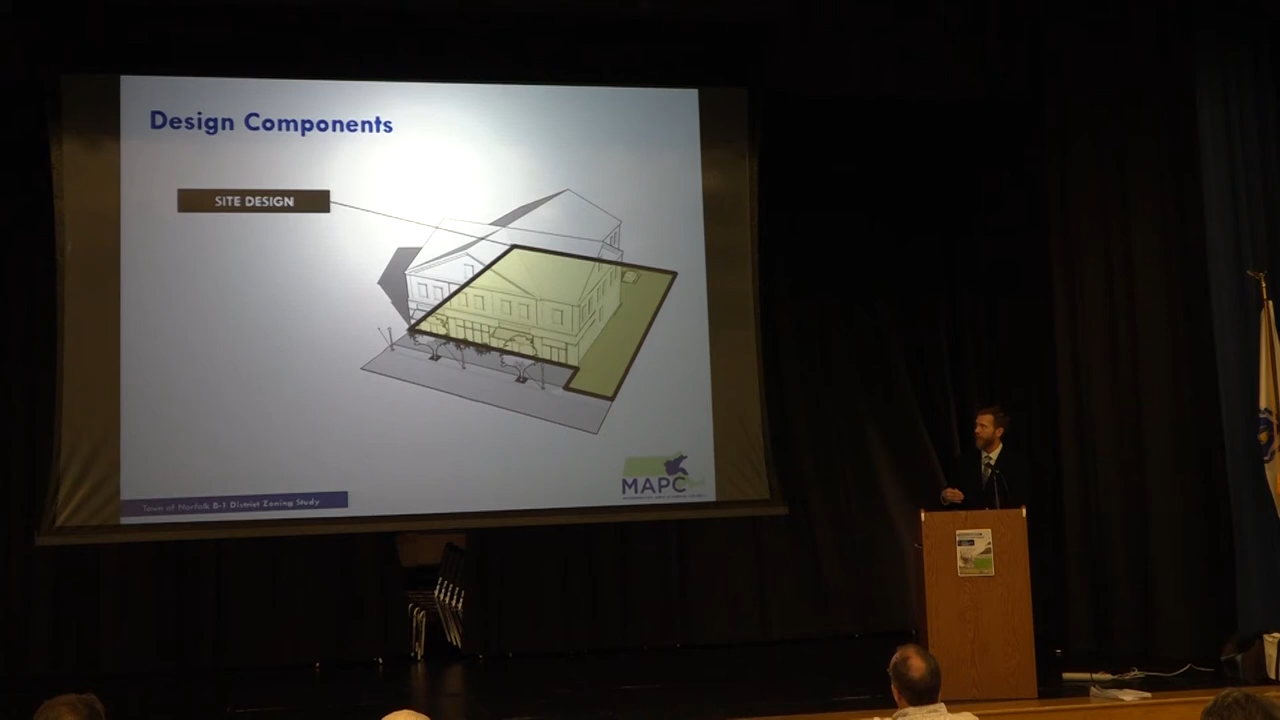 Design Components
SITE DESIGN
MAPC
Town of Norfolk B-1 District Zoning Study